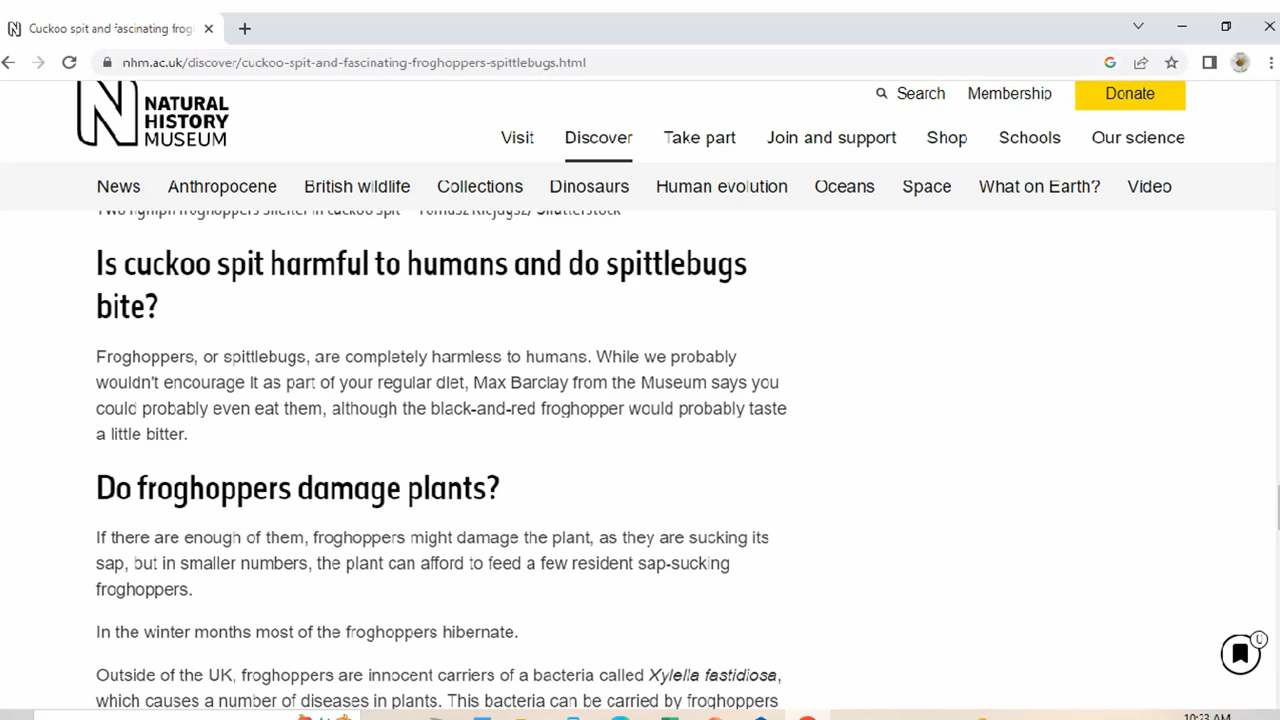 Cuckoo spit and fascinating frog
nhm.ac.uk/discover/cuckoo-spit-and-fascinating-froghoppers-spittlebugs.html
NATURAL
HISTORY
MUSEUM
Search Membership Donate
Visit Discover Take part Join and support Shop Schools Our science
News Anthropocene British wildlife Collections Dinosaurs Human evolution Oceans Space What on Earth? Video
Is cuckoo spit harmful to humans and do spittlebugs
bite?
Froghoppers, or spittlebugs, are completely harmless to humans. While we probably
wouldn't encourage it as part of your regular diet, Max Barclay from the Museum says you
could probably even eat them, although the black-and-red froghopper would probably taste
a little bitter.
Do froghoppers damage plants?
If there are enough of them, froghoppers might damage the plant, as they are sucking its
sap, but in smaller numbers, the plant can afford to feed a few resident sap-sucking
froghoppers.
In the winter months most of the froghoppers hibernate.
Outside of the UK, froghoppers are innocent carriers of a bacteria called Xylella fastidiosa,
which causes a number of diseases in plants. This bacteria can be carried by froghoppers
0
10:23 AM